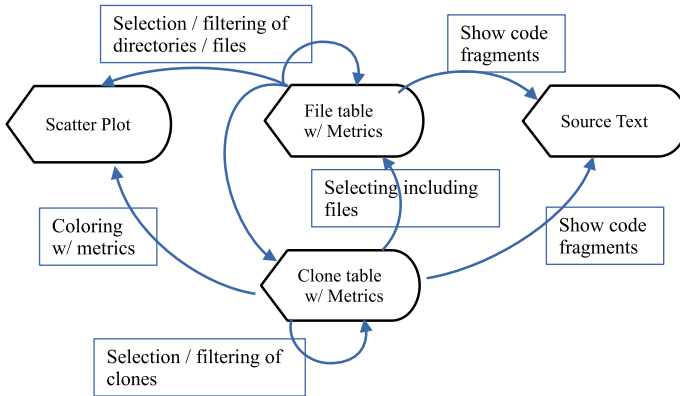 Selection / filtering of
directories / files
Show code
fragments
Scatter Plot
File table
w/ Metrics
Source Text
Selecting including
files
Coloring
w/ metrics
Show code
fragments
Clone table
w/ Metrics
Selection / filtering of
clones